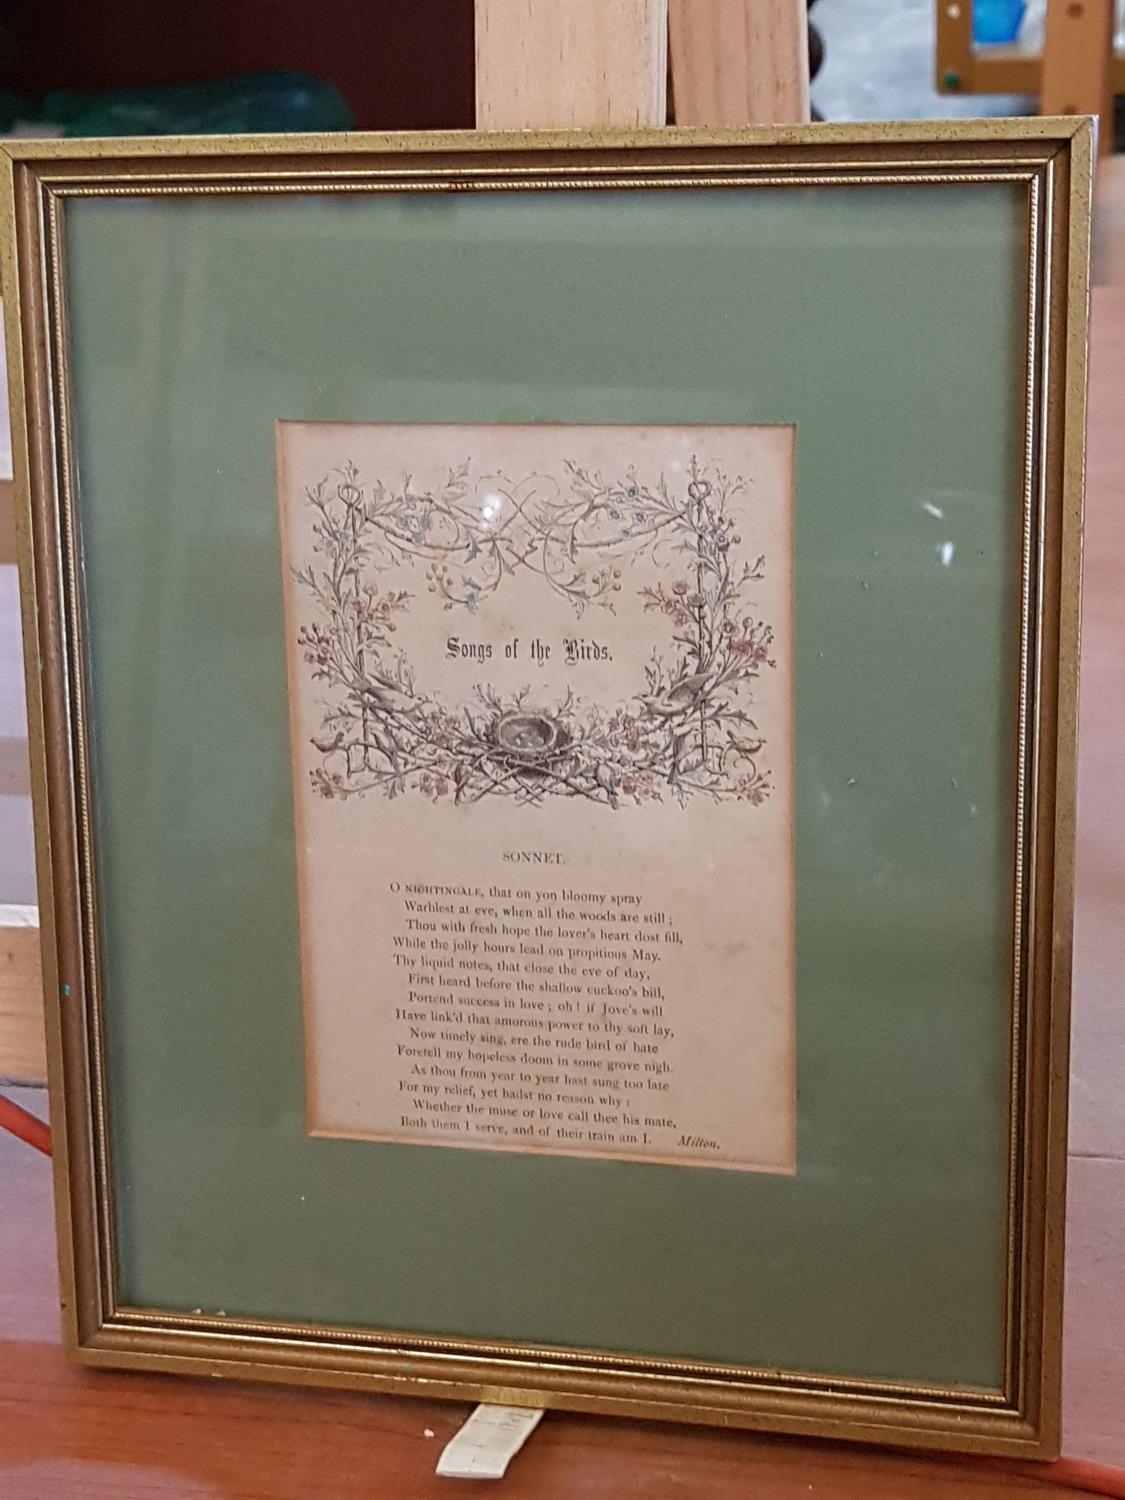 Songs of the Birds.
SONNET.
O NIGHTINGALE, that on yon bloomy spray
Warblest at eve, when all the woods are still ;
Thou with fresh hope the lover's heart dost fill,
While the jolly hours lead on propitious May.
Thy liquid notes, that close the eve of day,
First heard before the shallow cuckoo's bill,
Portend success in love ; oh ! if Jove's will
Have link'd that amorous power to thy soft lay,
Now timely sing, ere the rude bird of hate
Foretell my hopeless doom in some grove nigh.
As thou from year to year hast sung too late
For my relief, yet hadst no reason why :
Whether the muse or love call thee his mate,
Both them I serve, and of their train am I. Milton.